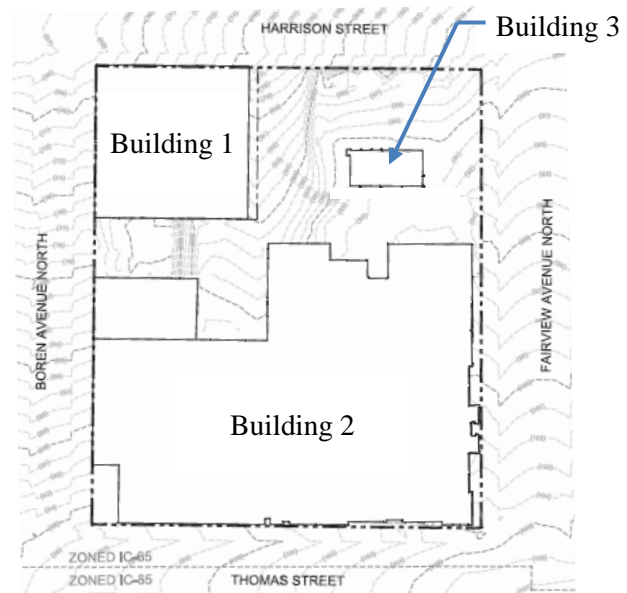 HARRISON STREET
Building 3
Building 1
BOREN AVENUE NORTH
FAIRVIEW AVENUE NORTH
Building 2
ZONED IC-65
ZONED IC-85
THOMAS STREET